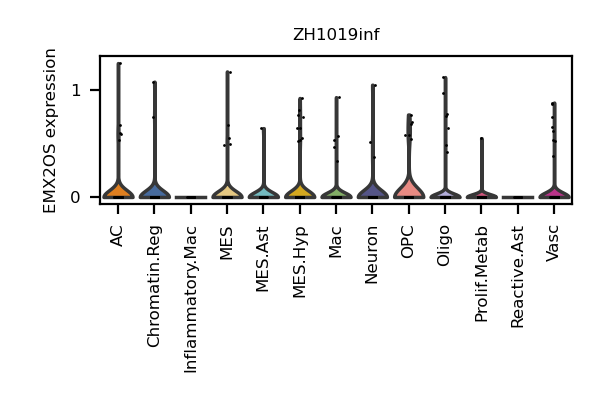 ZH1019inf
EMX2OS expression
1
0
AC
Chromatin.Reg
Inflammatory.Mac
MES
MES.Ast
MES.Hyp
Mac
Neuron
OPC
Oligo
Prolif.Metab
Reactive.Ast
Vasc